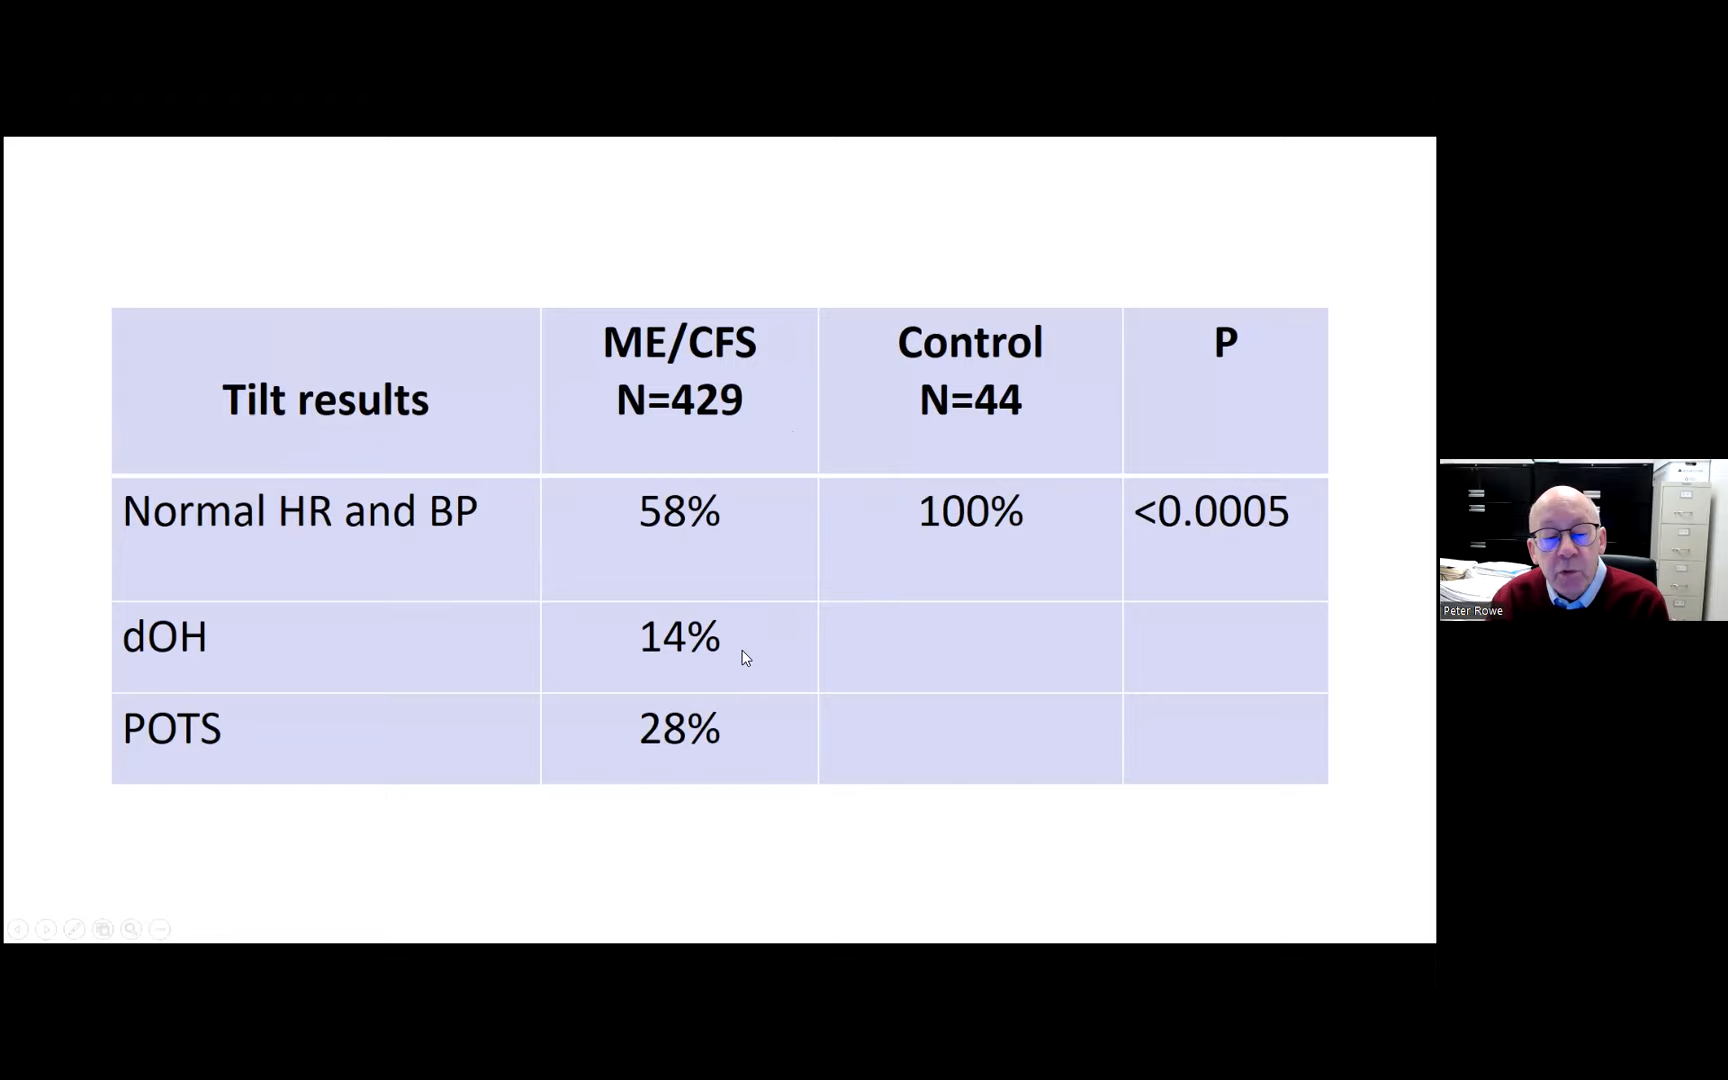 ME/CFS Control P
Tilt results N=429 N=44
Normal HR and BP 58% 100% <0.0005
dOH 14%
POTS 28%
Peter Rowe